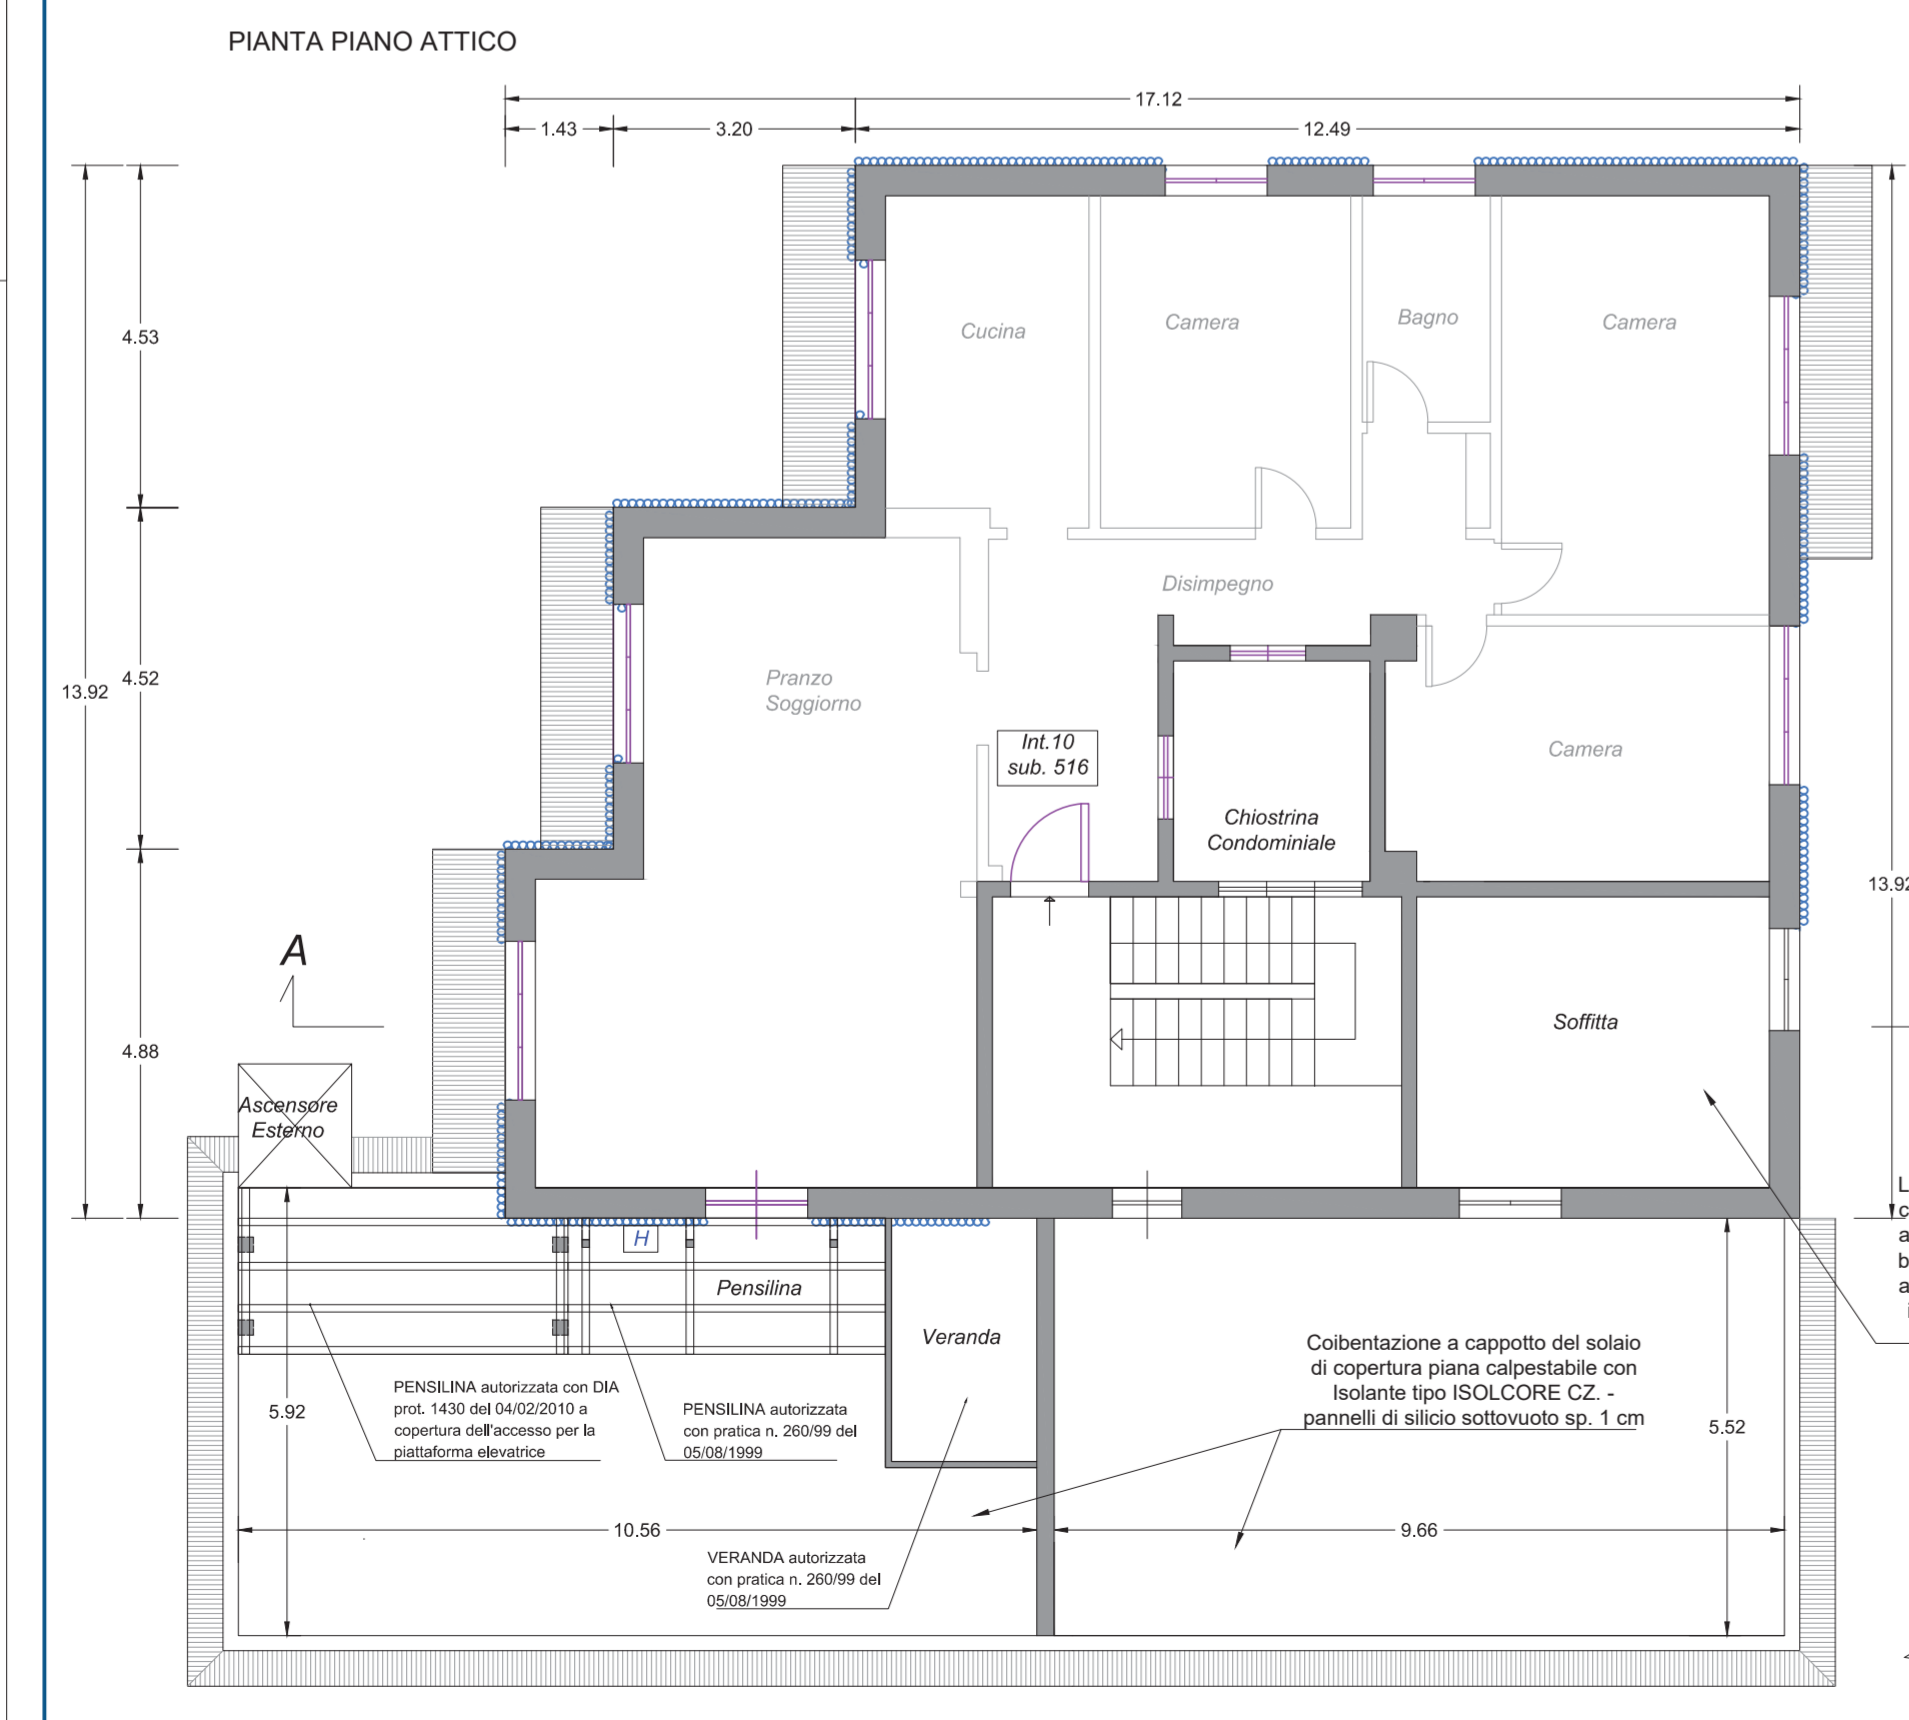 PIANTA PIANO ATTICO
17.12
1.43
3.20
12.49
4.53
4.52
13.92
4.88
13.92
Cucina
Camera
Bagno
Camera
Disimpegno
Pranzo
Soggiorno
Int.10
sub. 516
Camera
Chiostrina
Condominiale
A
Soffitta
Ascensore
Esterno
H
Pensilina
Veranda
Coibentazione a cappotto del solaio
di copertura piana calpestabile con
Isolante tipo ISOLCORE CZ. -
pannelli di silicio sottovuoto sp. 1 cm
PENSILINA autorizzata con DIA
prot. 1430 del 04/02/2010 a
copertura dell'accesso per la
piattaforma elevatrice
PENSILINA autorizzata
con pratica n. 260/99 del
05/08/1999
5.92
5.52
10.56
9.66
VERANDA autorizzata
con pratica n. 260/99 del
05/08/1999
L
c
a
b
a